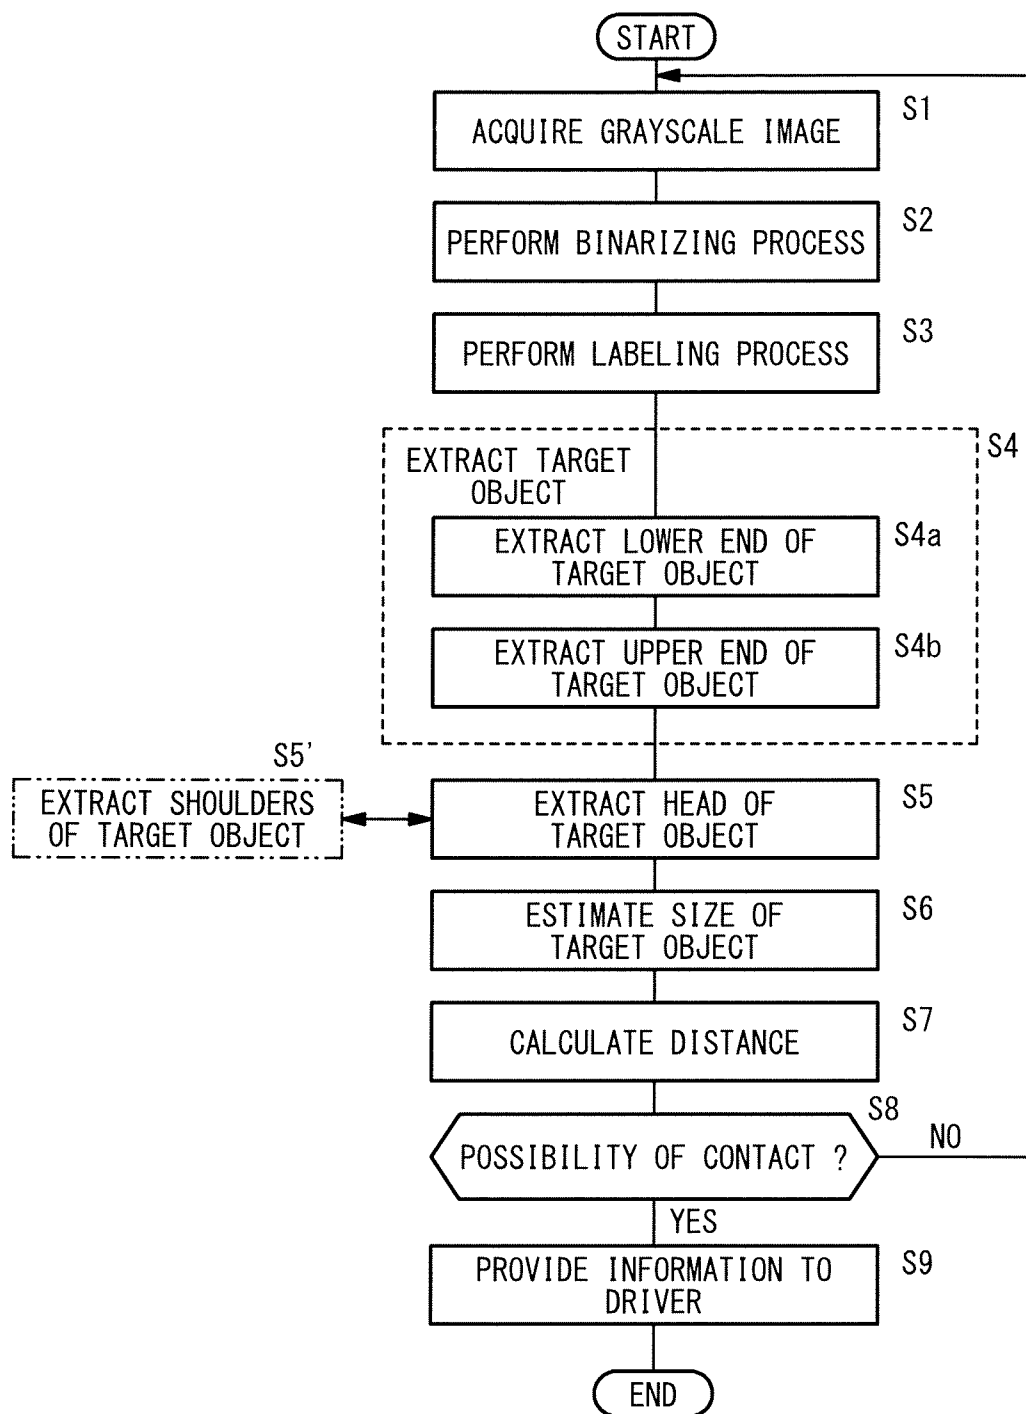 START
ACQUIRE GRAYSCALE IMAGE
S1
PERFORM BINARIZING PROCESS
S2
PERFORM LABELING PROCESS
S3
EXTRACT TARGET
OBJECT
S4
EXTRACT LOWER END OF
TARGET OBJECT
S4a
EXTRACT UPPER END OF
TARGET OBJECT
S4b
S5'
EXTRACT SHOULDERS
OF TARGET OBJECT
EXTRACT HEAD OF
TARGET OBJECT
S5
ESTIMATE SIZE OF
TARGET OBJECT
S6
CALCULATE DISTANCE
S7
POSSIBILITY OF CONTACT ?
S8
NO
YES
PROVIDE INFORMATION TO
DRIVER
S9
END